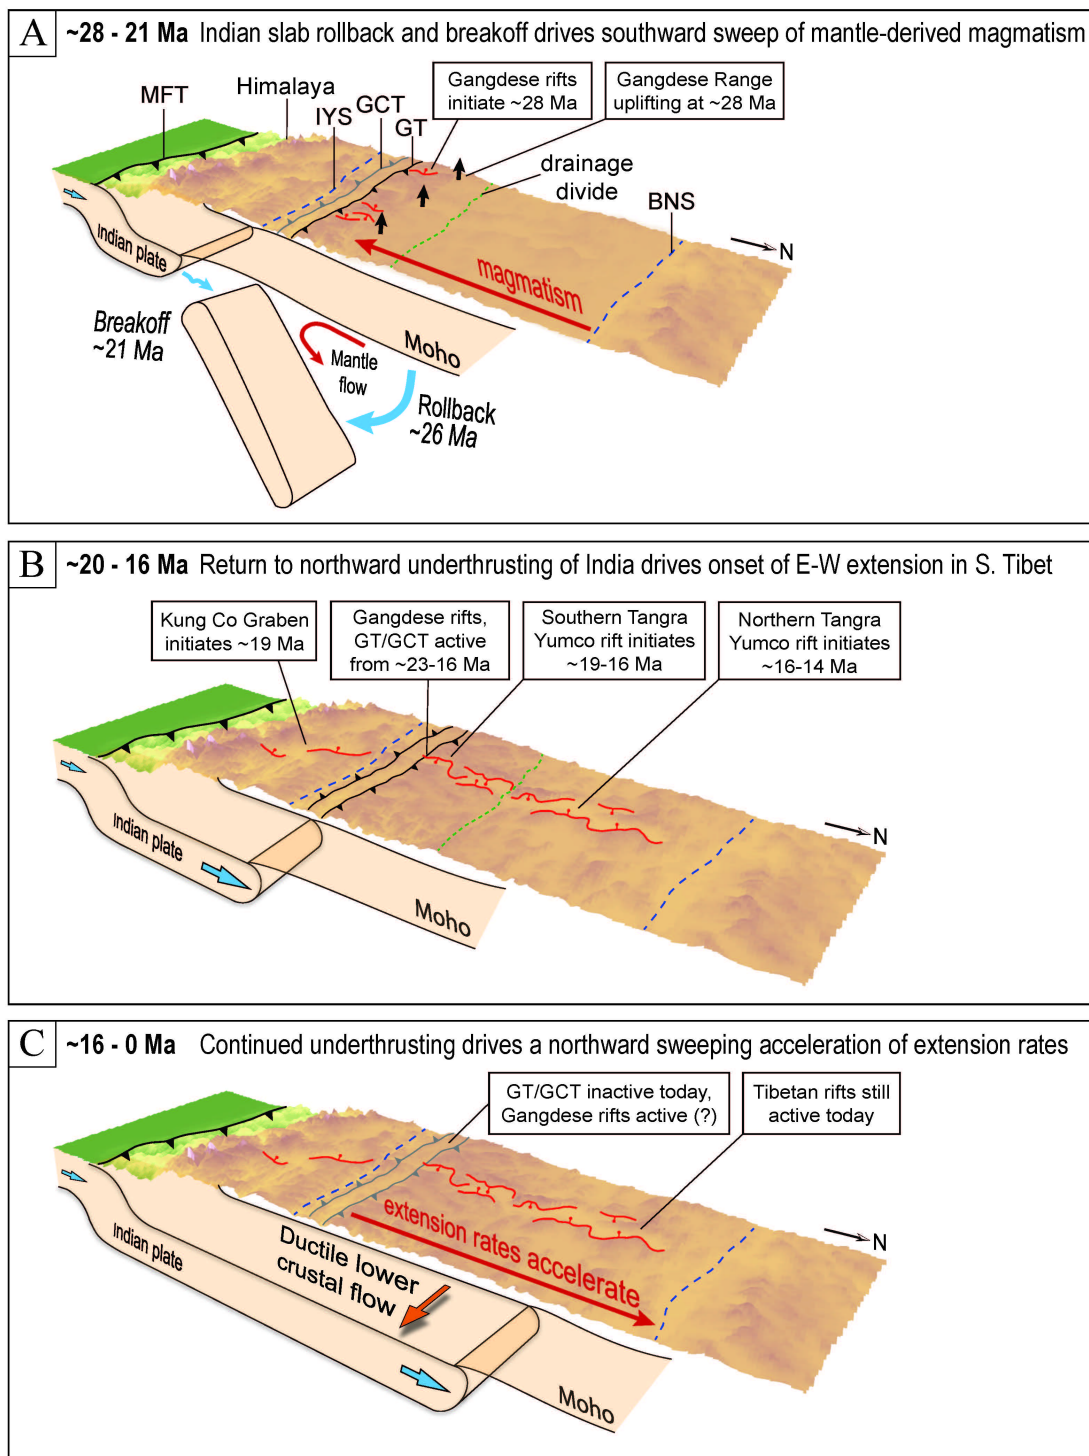 A ~28 - 21 Ma Indian slab rollback and breakoff drives southward sweep of mantle-derived magmatism
MFT
Himalaya
IYS
GCT
GT
Gangdese rifts
initiate ~28 Ma
Gangdese Range
uplifting at ~28 Ma
drainage
divide
BNS
N
Indian plate
magmatism
Breakoff
~21 Ma
Mantle
flow
Moho
Rollback
~26 Ma
B ~20 - 16 Ma Return to northward underthrusting of India drives onset of E-W extension in S. Tibet
Kung Co Graben
initiates ~19 Ma
Gangdese rifts,
GT/GCT active
from ~23-16 Ma
Southern Tangra
Yumco rift initiates
~19-16 Ma
Northern Tangra
Yumco rift initiates
~16-14 Ma
N
Indian plate
Moho
C ~16 - 0 Ma Continued underthrusting drives a northward sweeping acceleration of extension rates
GT/GCT inactive today,
Gangdese rifts active (?)
Tibetan rifts still
active today
N
Indian plate
Ductile lower
crustal flow
extension rates accelerate
Moho